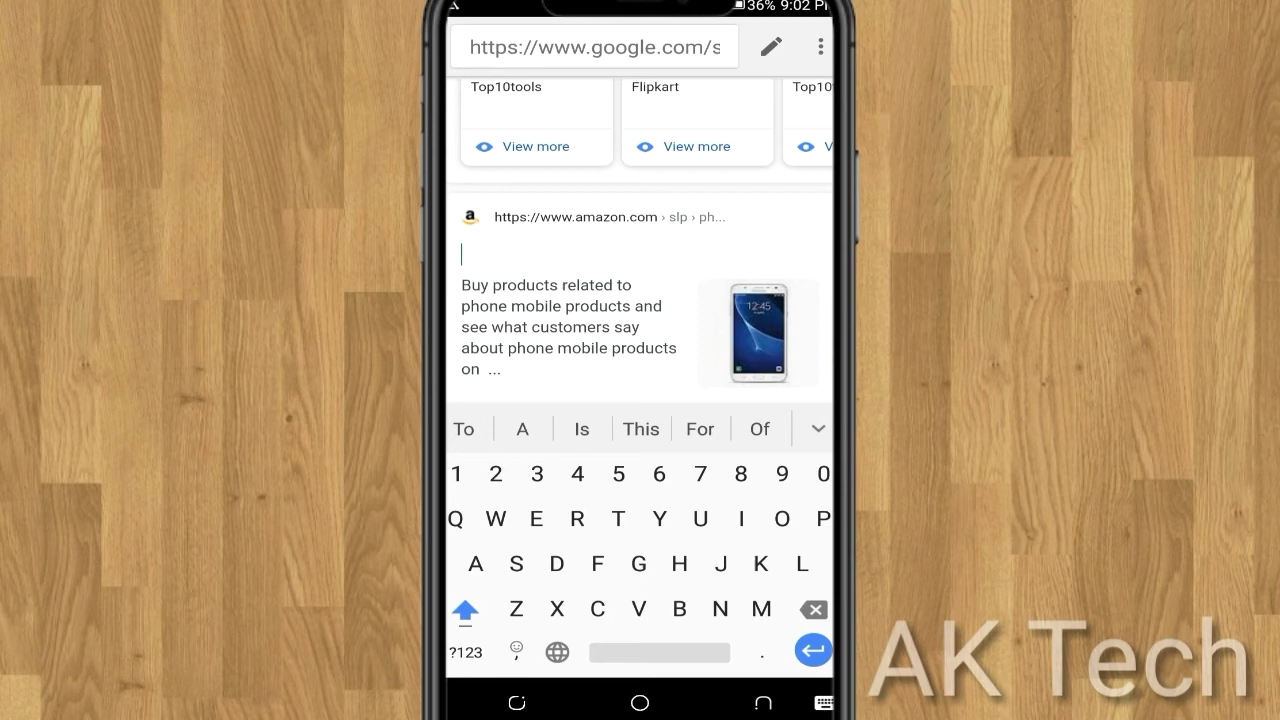 36% 9:02 P
https://www.google.com/s
Top10tools
Flipkart
Top10
View more
View more
V
https://www.amazon.com › slp › ph...
Buy products related to
phone mobile products and
see what customers say
about phone mobile products
on ...
12:45
To A Is This For Of
1 2 3 4 5 6 7 8 9 0
Q W E R T Y U I O P
A S D F G H J K L
Z X C V B N M
?123 , .
AK Tech